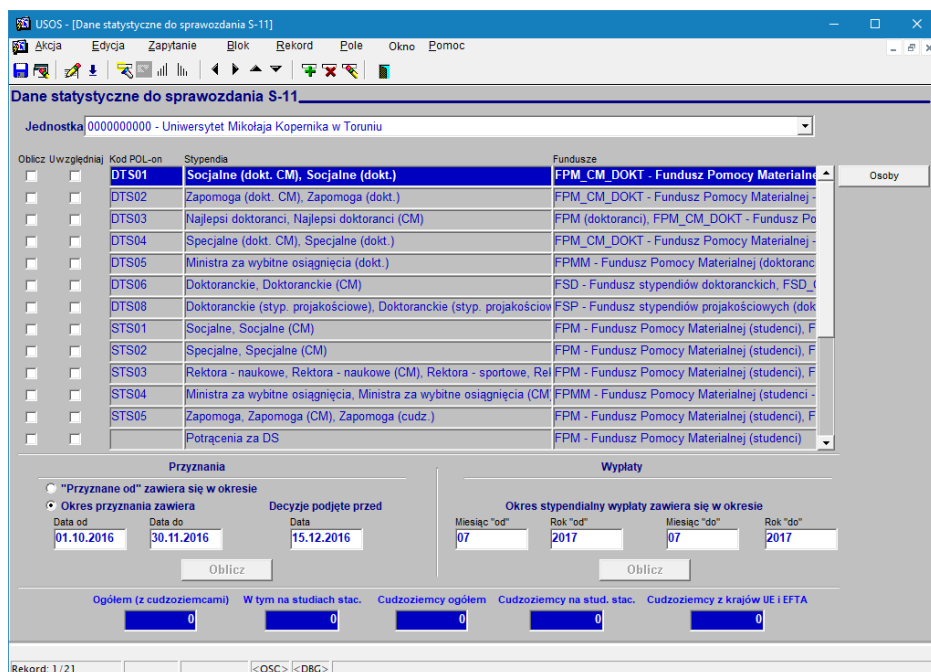 USOS - [Dane statystyczne do sprawozdania S-11]
Akcja Edycja Zapytanie Blok Rekord Pole Okno Pomoc
Dane statystyczne do sprawozdania S-11
Jednostka 0000000000 - Uniwersytet Mikołaja Kopernika w Toruniu
Oblicz Uwzględniaj Kod POL-on Stypendia Fundusze
DTS01 Socjalne (dokt. CM), Socjalne (dokt.) FPM_CM_DOKT - Fundusz Pomocy Materialne Osoby
DTS02 Zapomoga (dokt. CM), Zapomoga (dokt.) FPM_CM_DOKT - Fundusz Pomocy Materialnej -
DTS03 Najlepsi doktoranci, Najlepsi doktoranci (CM) FPM (doktoranci), FPM_CM_DOKT - Fundusz Po
DTS04 Specjalne (dokt. CM), Specjalne (dokt.) FPM_CM_DOKT - Fundusz Pomocy Materialnej -
DTS05 Ministra za wybitne osiągnięcia (dokt.) FPMM - Fundusz Pomocy Materialnej (doktoranc
DTS06 Doktoranckie, Doktoranckie (CM) FSD - Fundusz stypendiów doktoranckich, FSD_
DTS08 Doktoranckie (styp. projakościowe), Doktoranckie (styp. projakościow FSP - Fundusz stypendiów projakościowych (dok
STS01 Socjalne, Socjalne (CM) FPM - Fundusz Pomocy Materialnej (studenci), F
STS02 Specjalne, Specjalne (CM) FPM - Fundusz Pomocy Materialnej (studenci), F
STS03 Rektora - naukowe, Rektora - naukowe (CM), Rektora - sportowe, Rel FPM - Fundusz Pomocy Materialnej (studenci), F
STS04 Ministra za wybitne osiągnięcia, Ministra za wybitne osiągnięcia (CM FPMM - Fundusz Pomocy Materialnej (studenci -
STS05 Zapomoga, Zapomoga (CM), Zapomoga (cudz.) FPM - Fundusz Pomocy Materialnej (studenci), F
Potrącenia za DS FPM - Fundusz Pomocy Materialnej (studenci)
Przyznania Wypłaty
"Przyznane od" zawiera się w okresie
Okres przyznania zawiera Decyzje podjęte przed Okres stypendialny wypłaty zawiera się w okresie
Data od Data do Data Miesiąc "od" Rok "od" Miesiąc "do" Rok "do"
01.10.2016 30.11.2016 15.12.2016 07 2017 07 2017
Oblicz Oblicz
Ogółem (z cudzoziemcami) W tym na studiach stac. Cudzoziemcy ogółem Cudzoziemcy na stud. stac. Cudzoziemcy z krajów UE i EFTA
0 0 0 0 0
Rekord: 1/21 <OSC> <DBG>